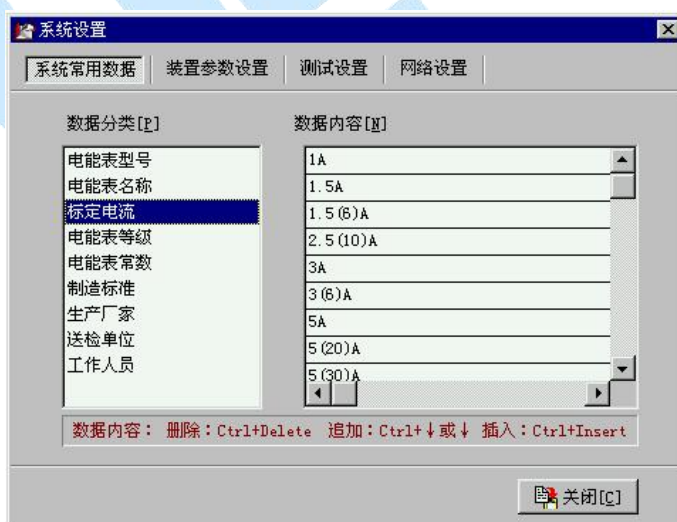 系统设置
系统常用数据 装置参数设置 测试设置 网络设置
数据分类[P]
电能表型号
电能表名称
标定电流
电能表等级
电能表常数
制造标准
生产厂家
送检单位
工作人员
数据内容[N]
1A
1.5A
1.5(6)A
2.5(10)A
3A
3(6)A
5A
5(20)A
5(30)A
数据内容： 删除：Ctrl+Delete 追加：Ctrl+↓或↓ 插入：Ctrl+Insert
关闭[C]